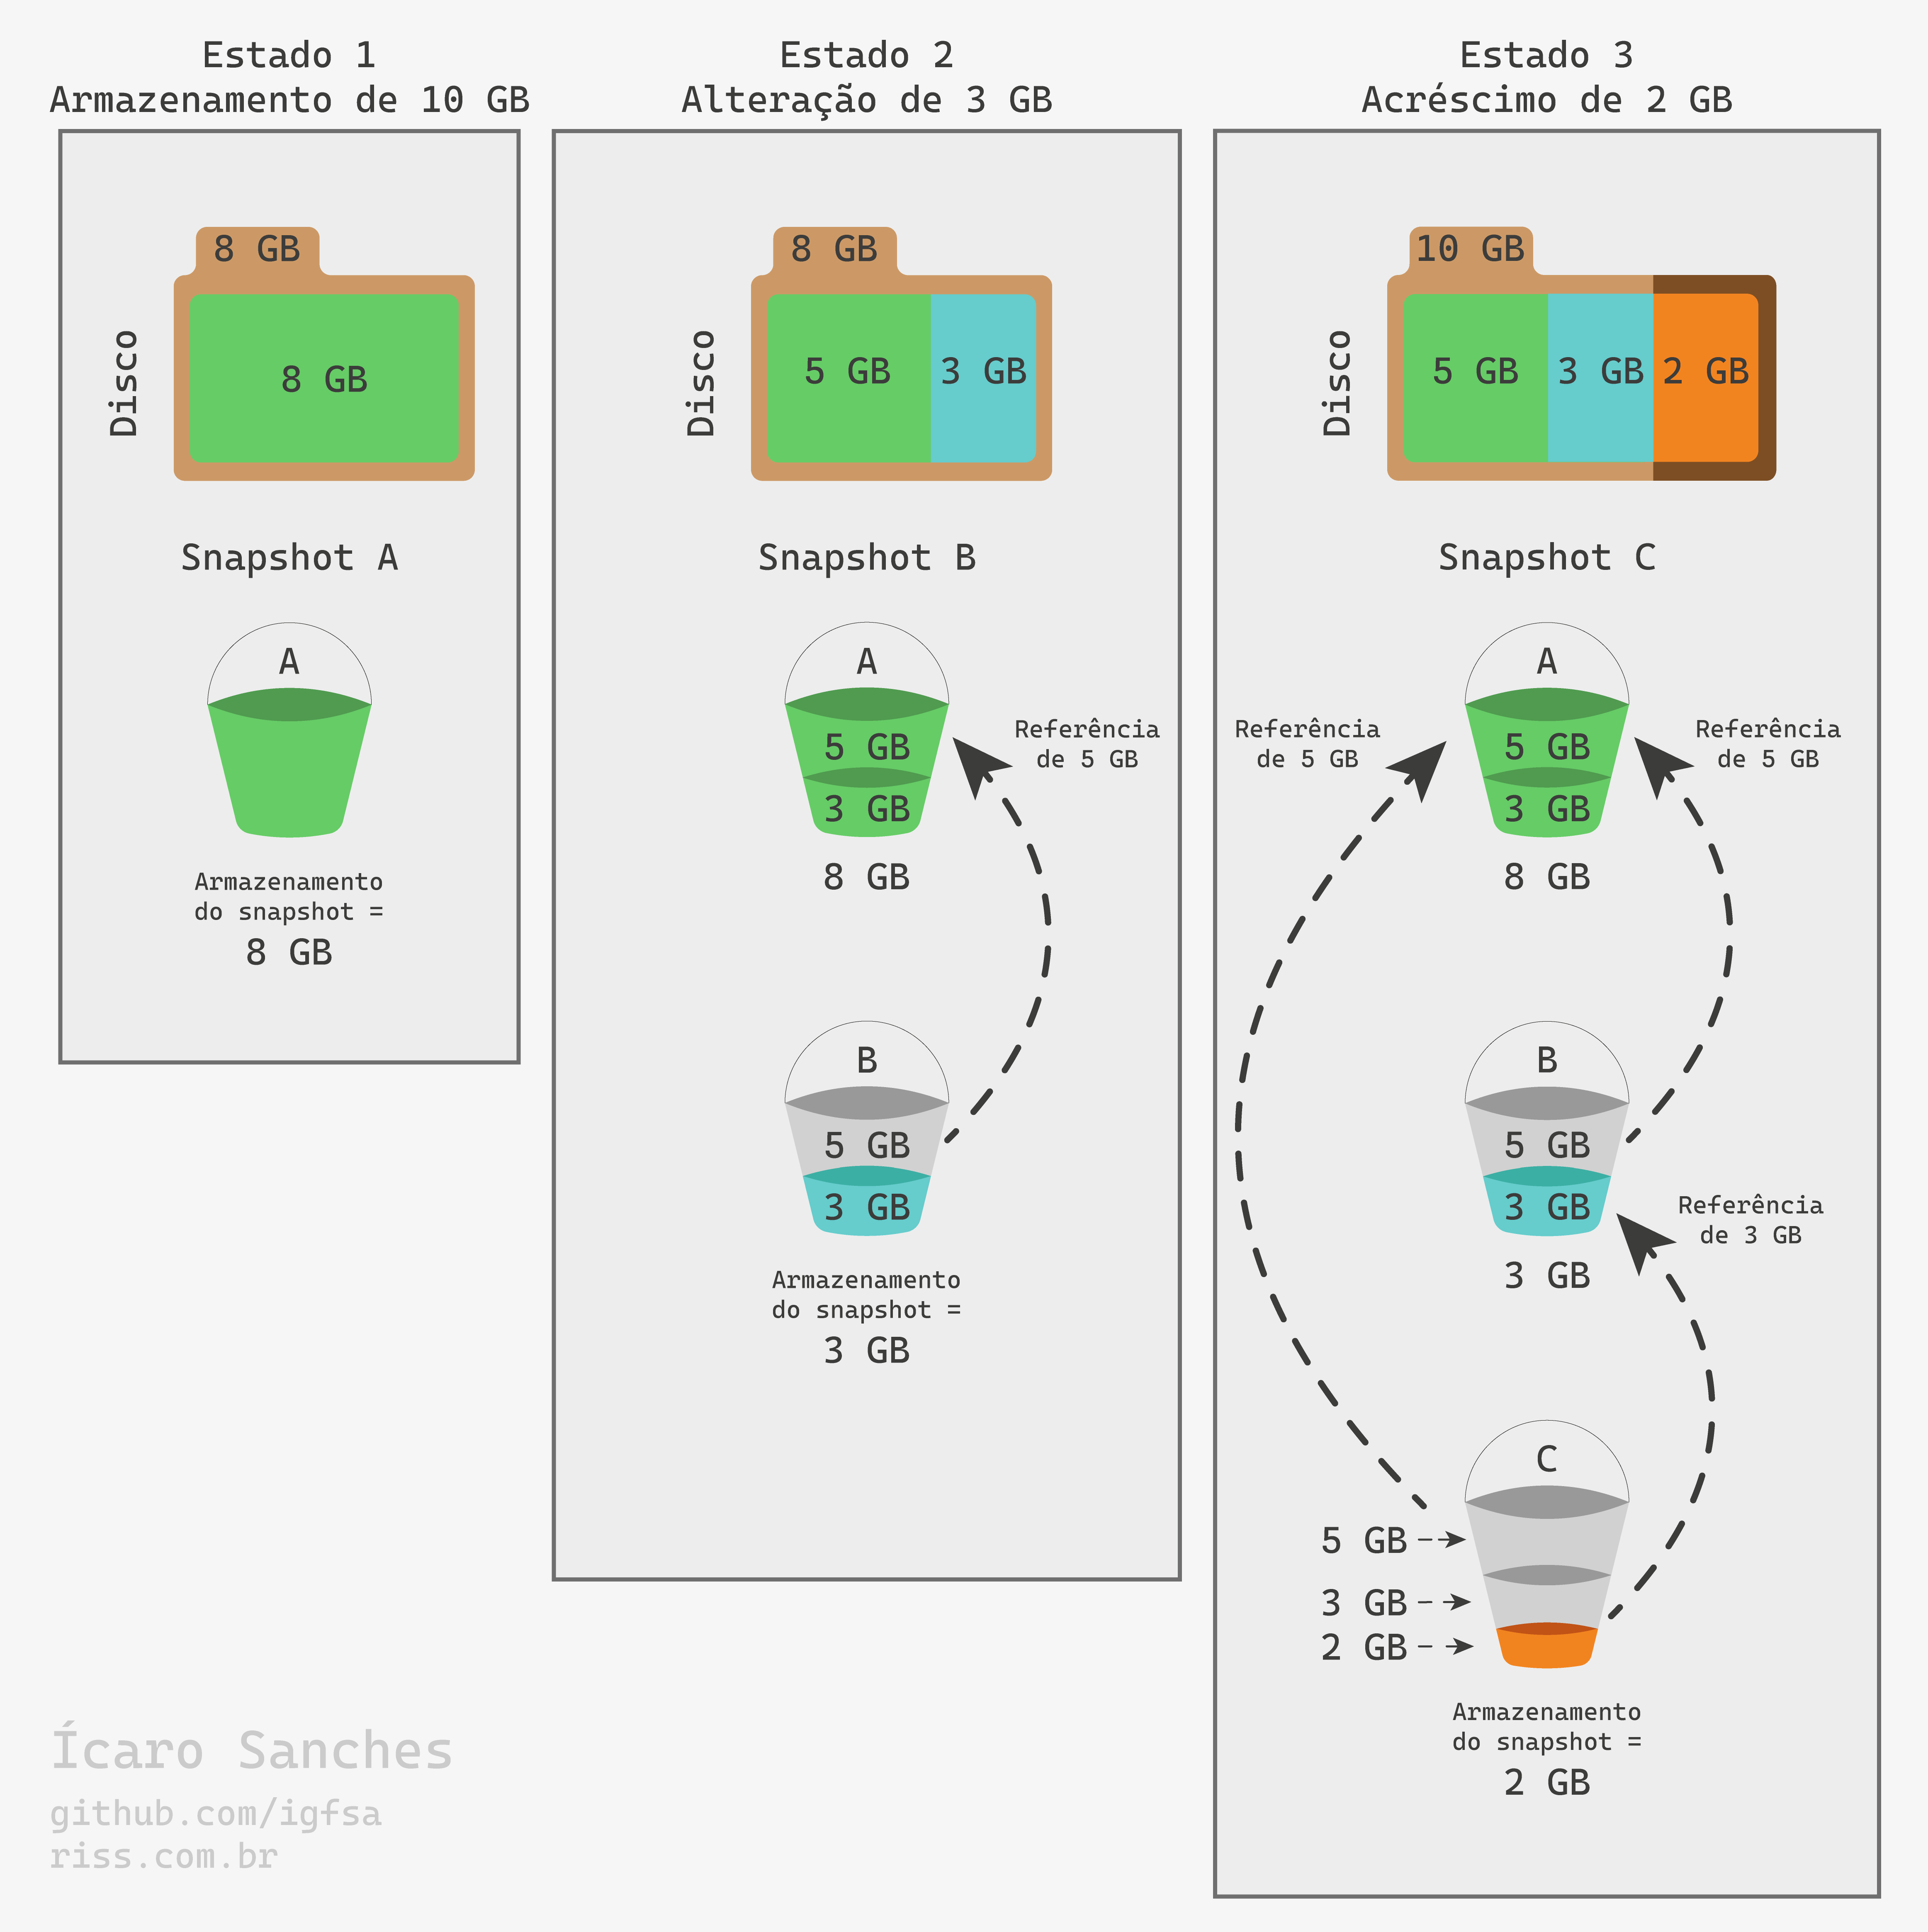 Estado 1
Armazenamento de 10 GB
8 GB
8 GB
Disco
Snapshot A
A
Armazenamento
do snapshot =
8 GB
Estado 2
Alteração de 3 GB
8 GB
5 GB
3 GB
Disco
Snapshot B
A
5 GB
3 GB
8 GB
Referência
de 5 GB
B
5 GB
3 GB
Armazenamento
do snapshot =
3 GB
Estado 3
Acréscimo de 2 GB
10 GB
5 GB
3 GB
2 GB
Disco
Snapshot C
A
5 GB
3 GB
8 GB
Referência
de 5 GB
Referência
de 5 GB
B
5 GB
3 GB
3 GB
Referência
de 3 GB
C
5 GB
3 GB
2 GB
Armazenamento
do snapshot =
2 GB
Ícaro Sanches
github.com/igfsa
riss.com.br